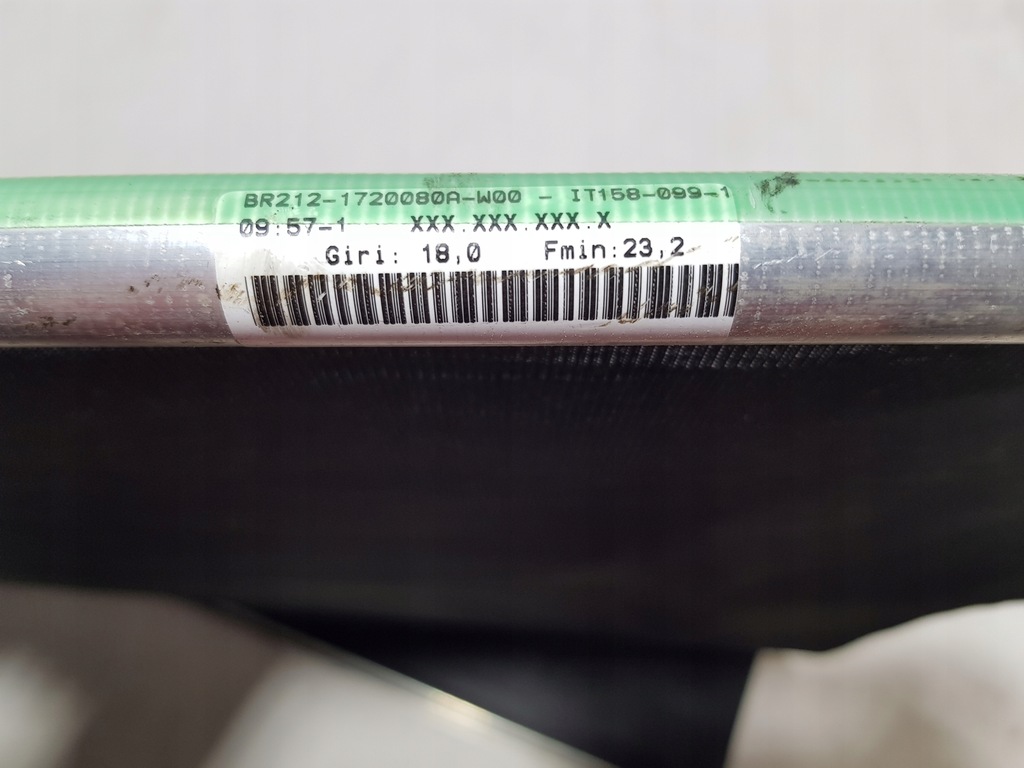 BR212-1720080A-W00 - IT158-099-1
09:57-1 XXX.XXX.XXX.X
Giri: 18,0 Fmin:23,2